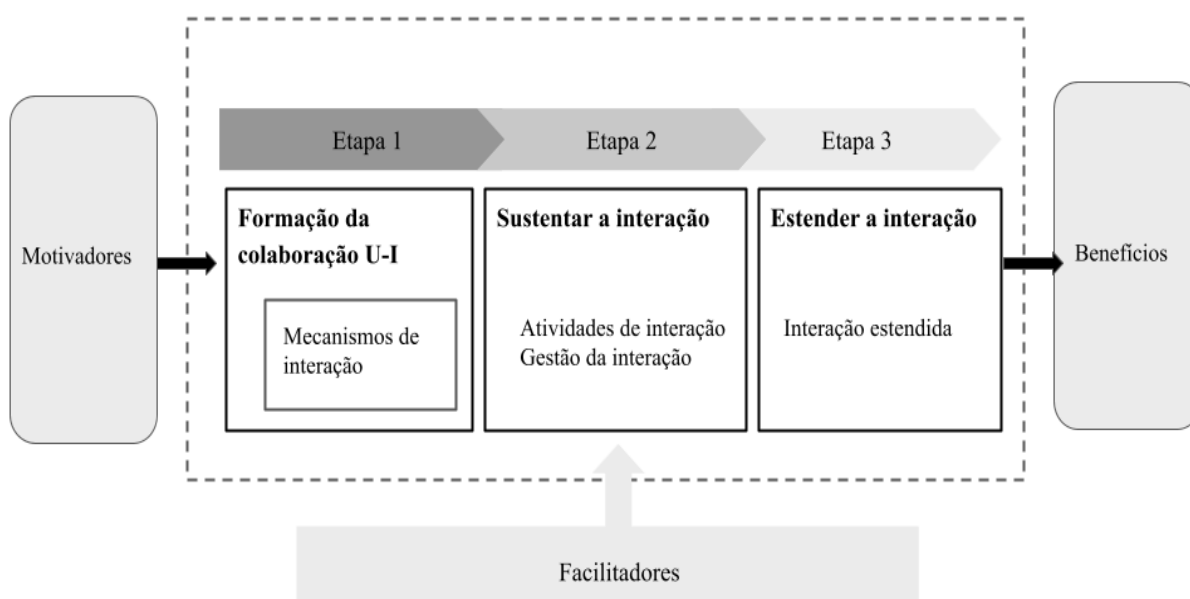 Etapa 1
Etapa 2
Etapa 3
Motivadores
Formação da
colaboração U-I
Mecanismos de
interação
Sustentar a interação
Atividades de interação
Gestão da interação
Estender a interação
Interação estendida
Benefícios
Facilitadores